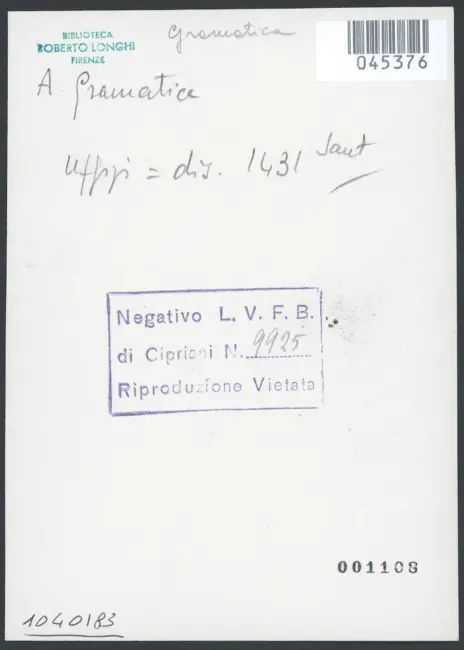 BIBLIOTECA
ROBERTO LONGHI
FIRENZE
Gramatica
045376
A. Gramatica
Uffizi = dis. 1431 Sant
Negativo L. V. F. B.
di Cipriani N. 9925
Riproduzione Vietata
001108
1040183